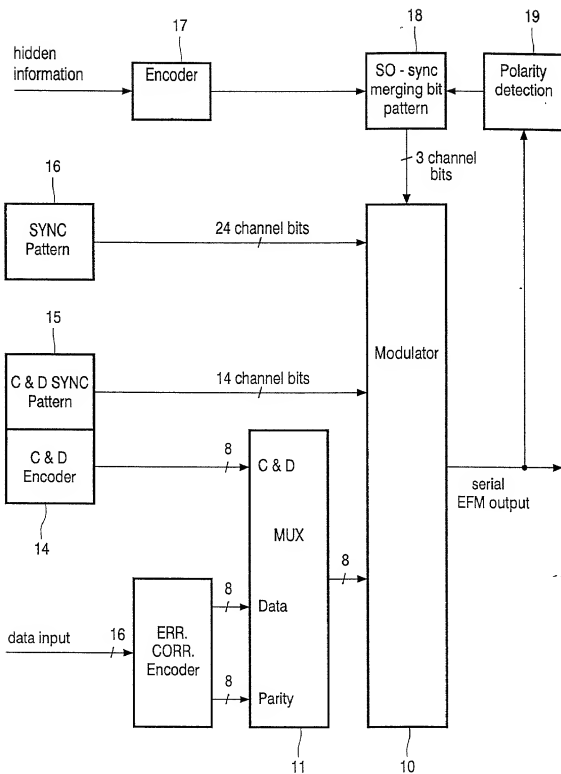 17
18
19
hidden
information
Encoder
SO - sync
merging bit
pattern
Polarity
detection
3 channel
bits
16
SYNC
Pattern
24 channel bits
15
C & D SYNC
Pattern
14 channel bits
Modulator
C & D
Encoder
8
C & D
14
MUX
serial
EFM output
8
8
Data
data input
16
ERR.
CORR.
Encoder
8
Parity
11
10